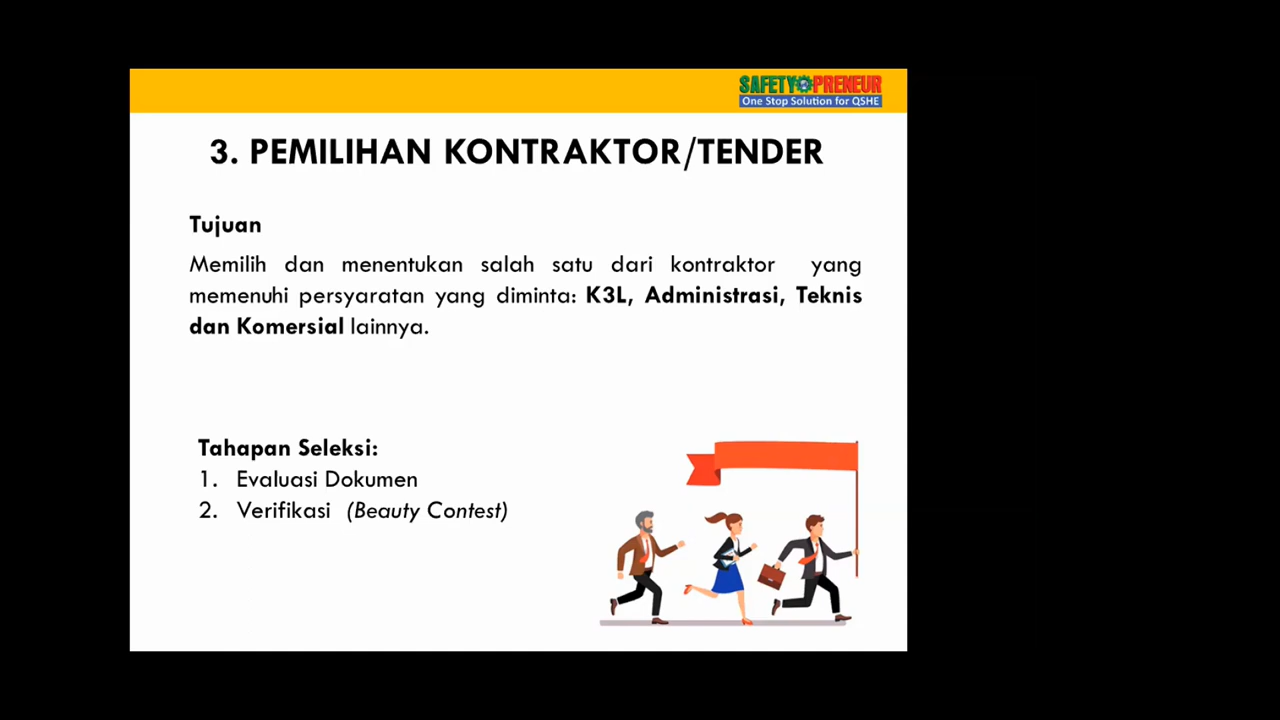 SAFETYPRENEUR
One Stop Solution for QSHE
3. PEMILIHAN KONTRAKTOR/TENDER
Tujuan
Memilih dan menentukan salah satu dari kontraktor yang
memenuhi persyaratan yang diminta: K3L, Administrasi, Teknis
dan Komersial lainnya.
Tahapan Seleksi:
1. Evaluasi Dokumen
2. Verifikasi (Beauty Contest)